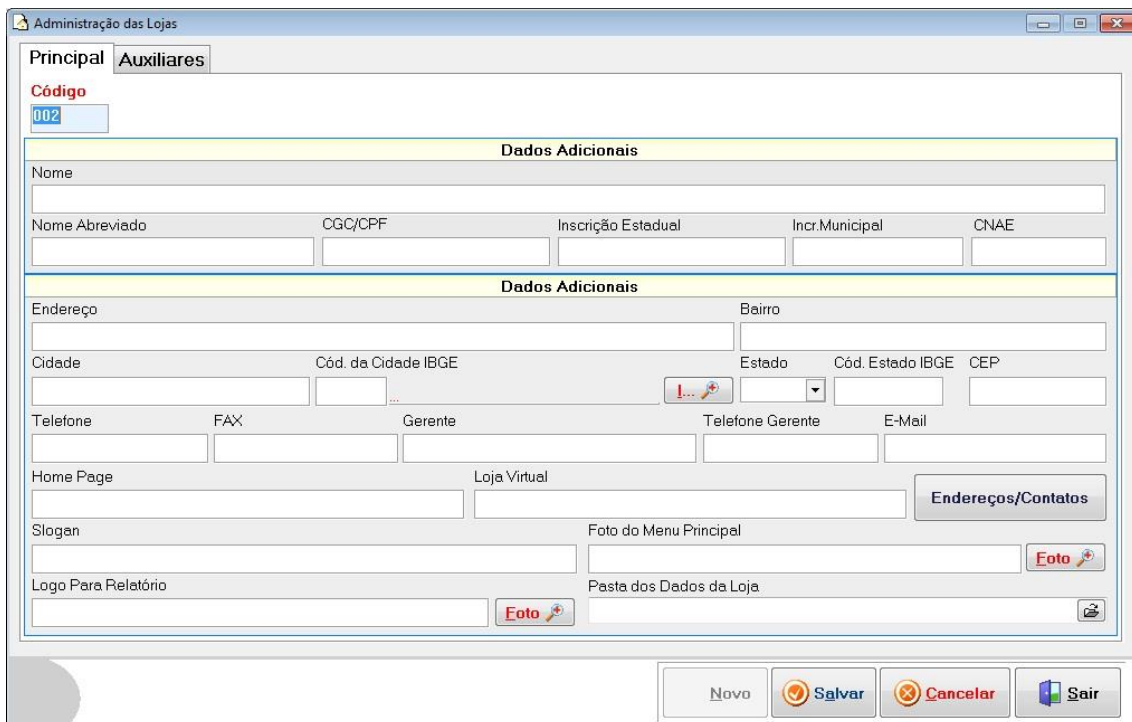 Administração das Lojas
Principal Auxiliares
Código
002
Dados Adicionais
Nome
Nome Abreviado CGC/CPF Inscrição Estadual Incr.Municipal CNAE
Dados Adicionais
Endereço Bairro
Cidade Cód. da Cidade IBGE Estado Cód. Estado IBGE CEP
... I...
Telefone FAX Gerente Telefone Gerente E-Mail
Home Page Loja Virtual
Endereços/Contatos
Slogan Foto do Menu Principal
Foto
Logo Para Relatório Pasta dos Dados da Loja
Foto
Novo Salvar Cancelar Sair